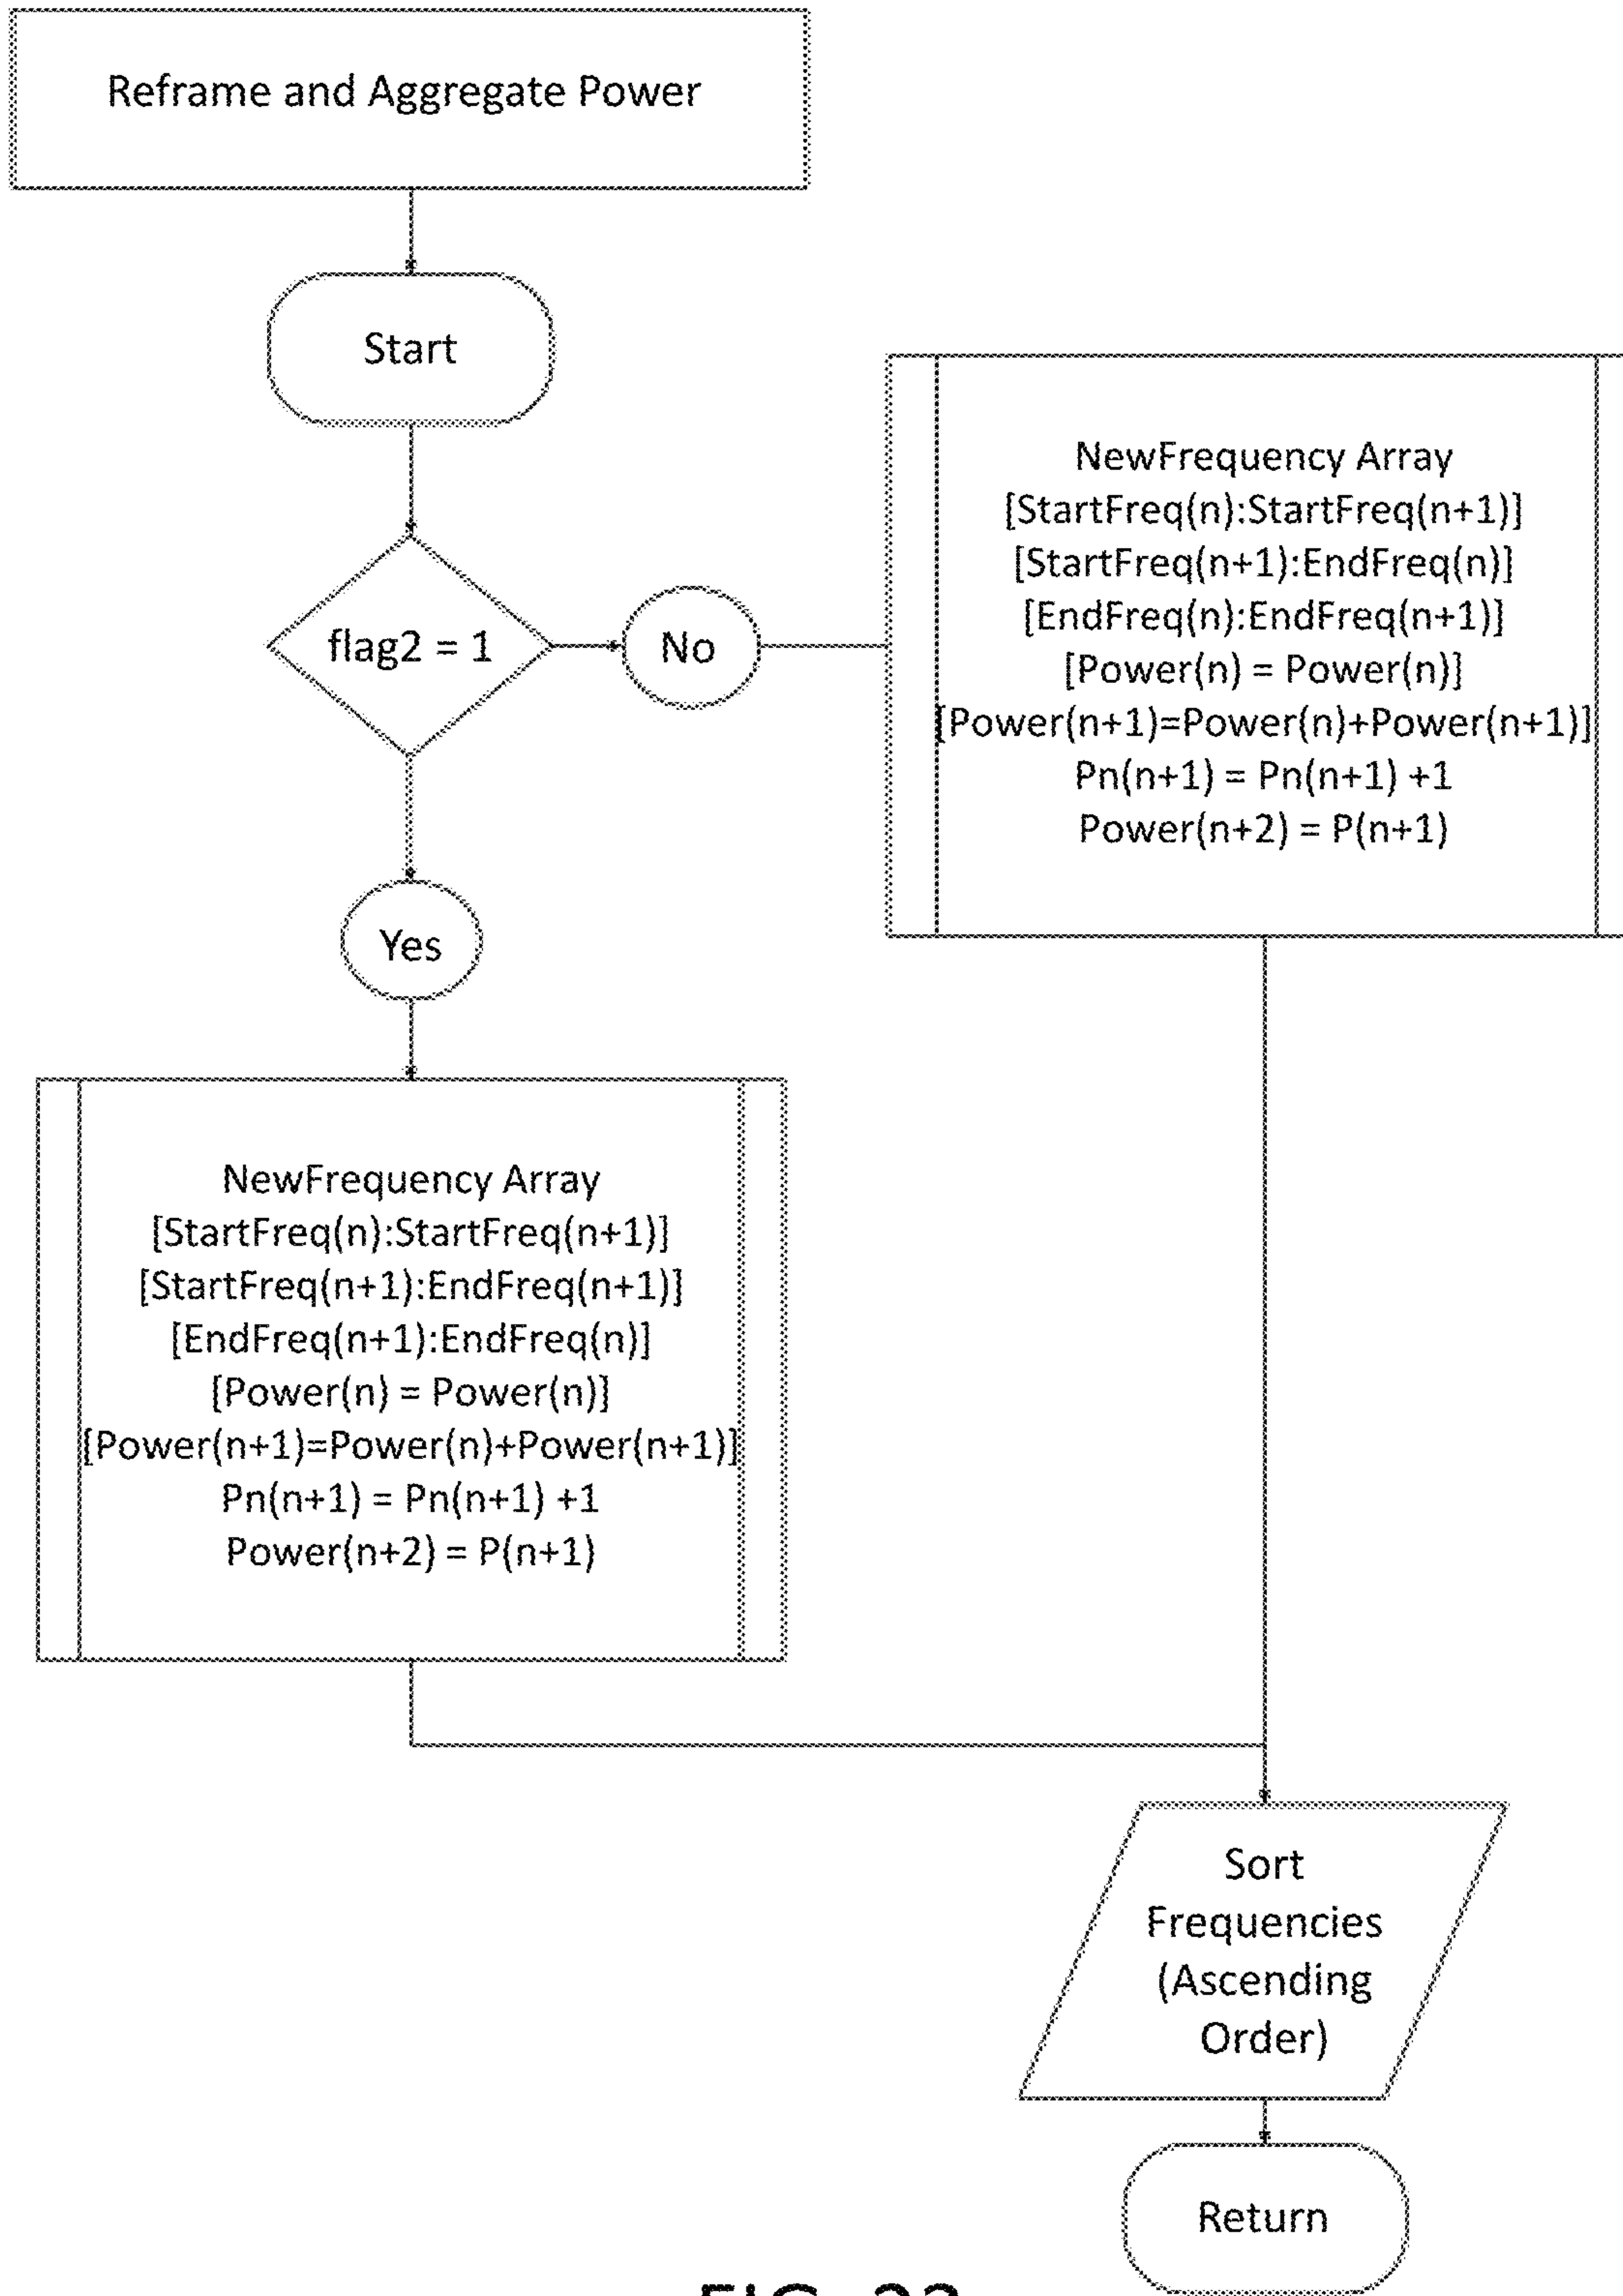 Reframe and Aggregate Power
Start
flag2 = 1
No
NewFrequency Array
[StartFreq(n):StartFreq(n+1)]
[StartFreq(n+1):EndFreq(n)]
[EndFreq(n):EndFreq(n+1)]
[Power(n) = Power(n)]
[Power(n+1)=Power(n)+Power(n+1)]
Pn(n+1) = Pn(n+1) +1
Power(n+2) = P(n+1)
Yes
NewFrequency Array
[StartFreq(n):StartFreq(n+1)]
[StartFreq(n+1):EndFreq(n+1)]
[EndFreq(n+1):EndFreq(n)]
[Power(n) = Power(n)]
[Power(n+1)=Power(n)+Power(n+1)]
Pn(n+1) = Pn(n+1) +1
Power(n+2) = P(n+1)
Sort
Frequencies
(Ascending
Order)
Return